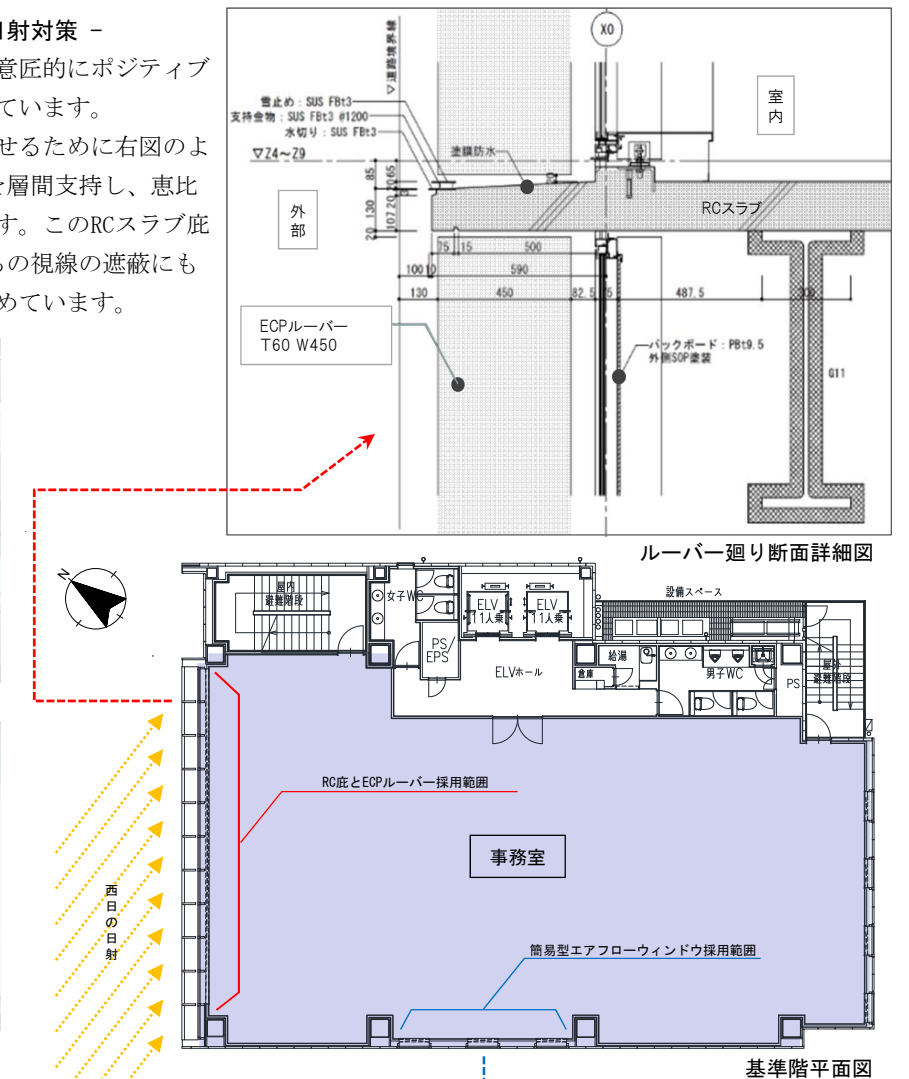 射対策 －
意匠的にポジティブ
ています。
せるために右図のよ
層間支持し、恵比
す。このRCスラブ庇
の視線の遮蔽にも
めています。
▽道路境界線
X0
室内
雪止め：SUS FBt3
支持金物：SUS FBt3 @1200
水切り：SUS FBt3
▽Z4～Z9
塗膜防水
外部
RCスラブ
85
20
65
130
20
107
20
20
75
15
500
100
10
590
130
450
82.5
487.5
300
ECPルーバー
T60 W450
バックボード：PBt9.5
外側SOP塗装
G11
ルーバー廻り断面詳細図
N
屋内
避難階段
女子WC
ELV
11人乗
ELV
11人乗
設備スペース
PS/
EPS
ELVホール
給湯
倉庫
男子WC
PS
屋外
避難階段
RC庇とECPルーバー採用範囲
事務室
西日の日射
簡易型エアフローウィンドウ採用範囲
基準階平面図